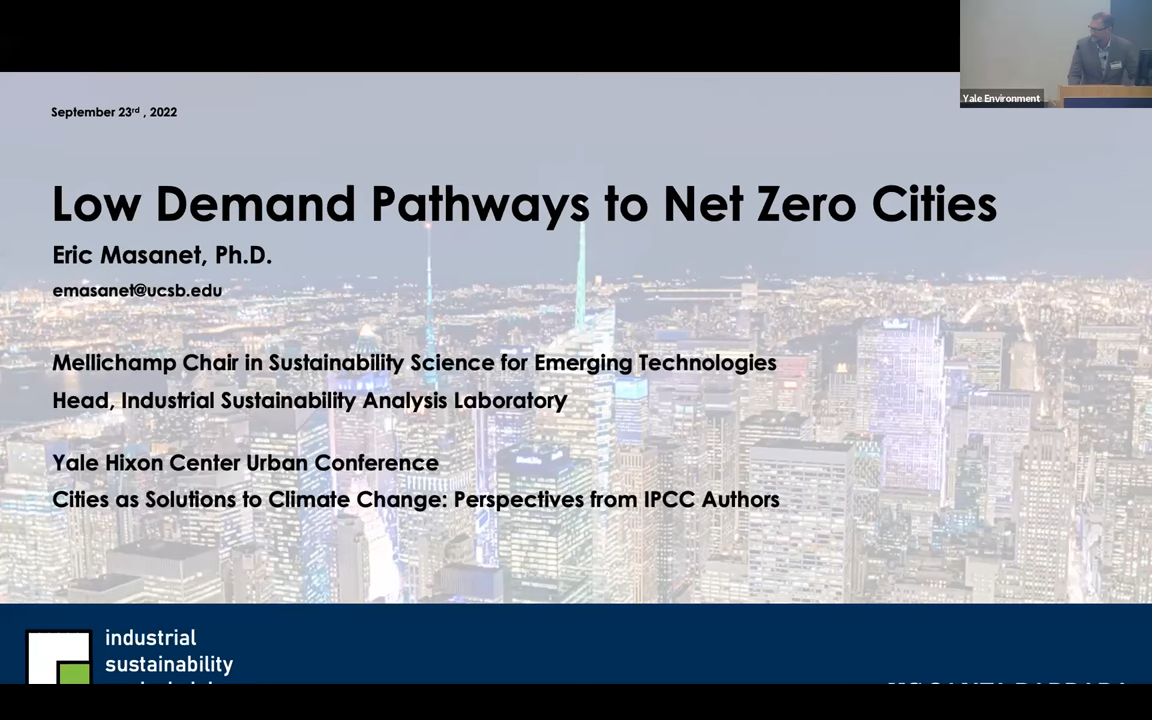 Yale Environment
September 23rd , 2022
Low Demand Pathways to Net Zero Cities
Eric Masanet, Ph.D.
emasanet@ucsb.edu
Mellichamp Chair in Sustainability Science for Emerging Technologies
Head, Industrial Sustainability Analysis Laboratory
Yale Hixon Center Urban Conference
Cities as Solutions to Climate Change: Perspectives from IPCC Authors
industrial
sustainability